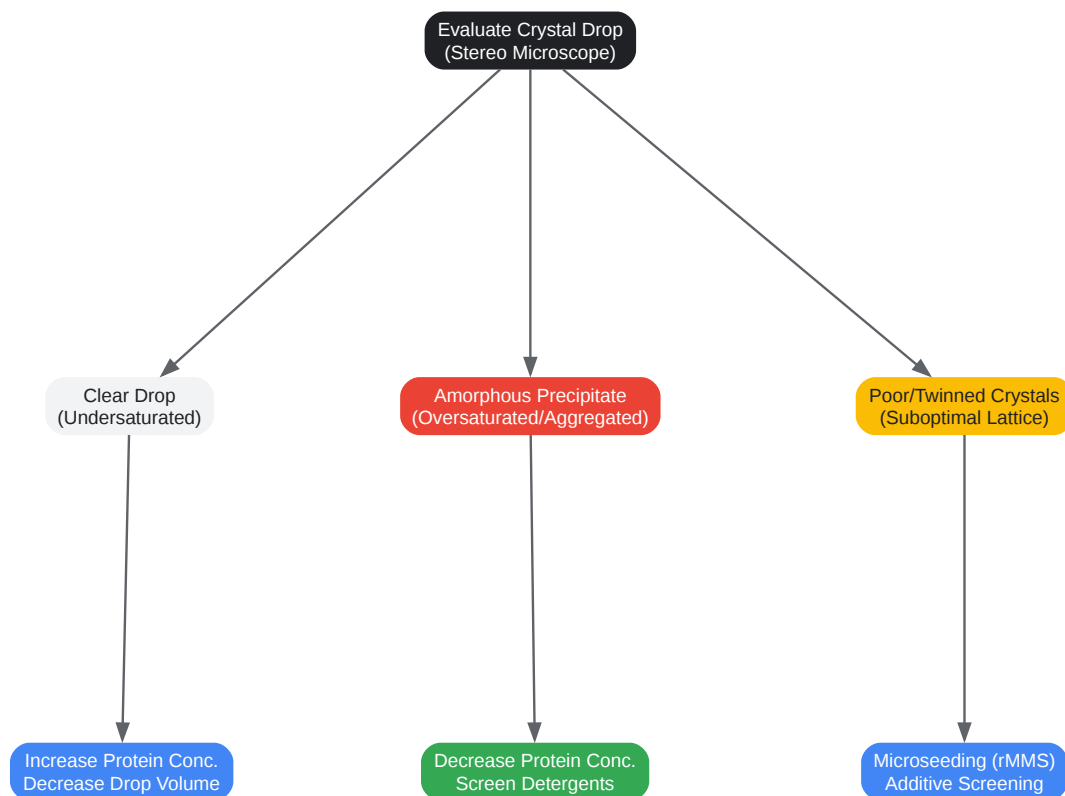 Evaluate Crystal Drop
(Stereo Microscope)
Clear Drop
(Undersaturated)
Amorphous Precipitate
(Oversaturated/Aggregated)
Poor/Twinned Crystals
(Suboptimal Lattice)
Increase Protein Conc.
Decrease Drop Volume
Decrease Protein Conc.
Screen Detergents
Microseeding (rMMS)
Additive Screening